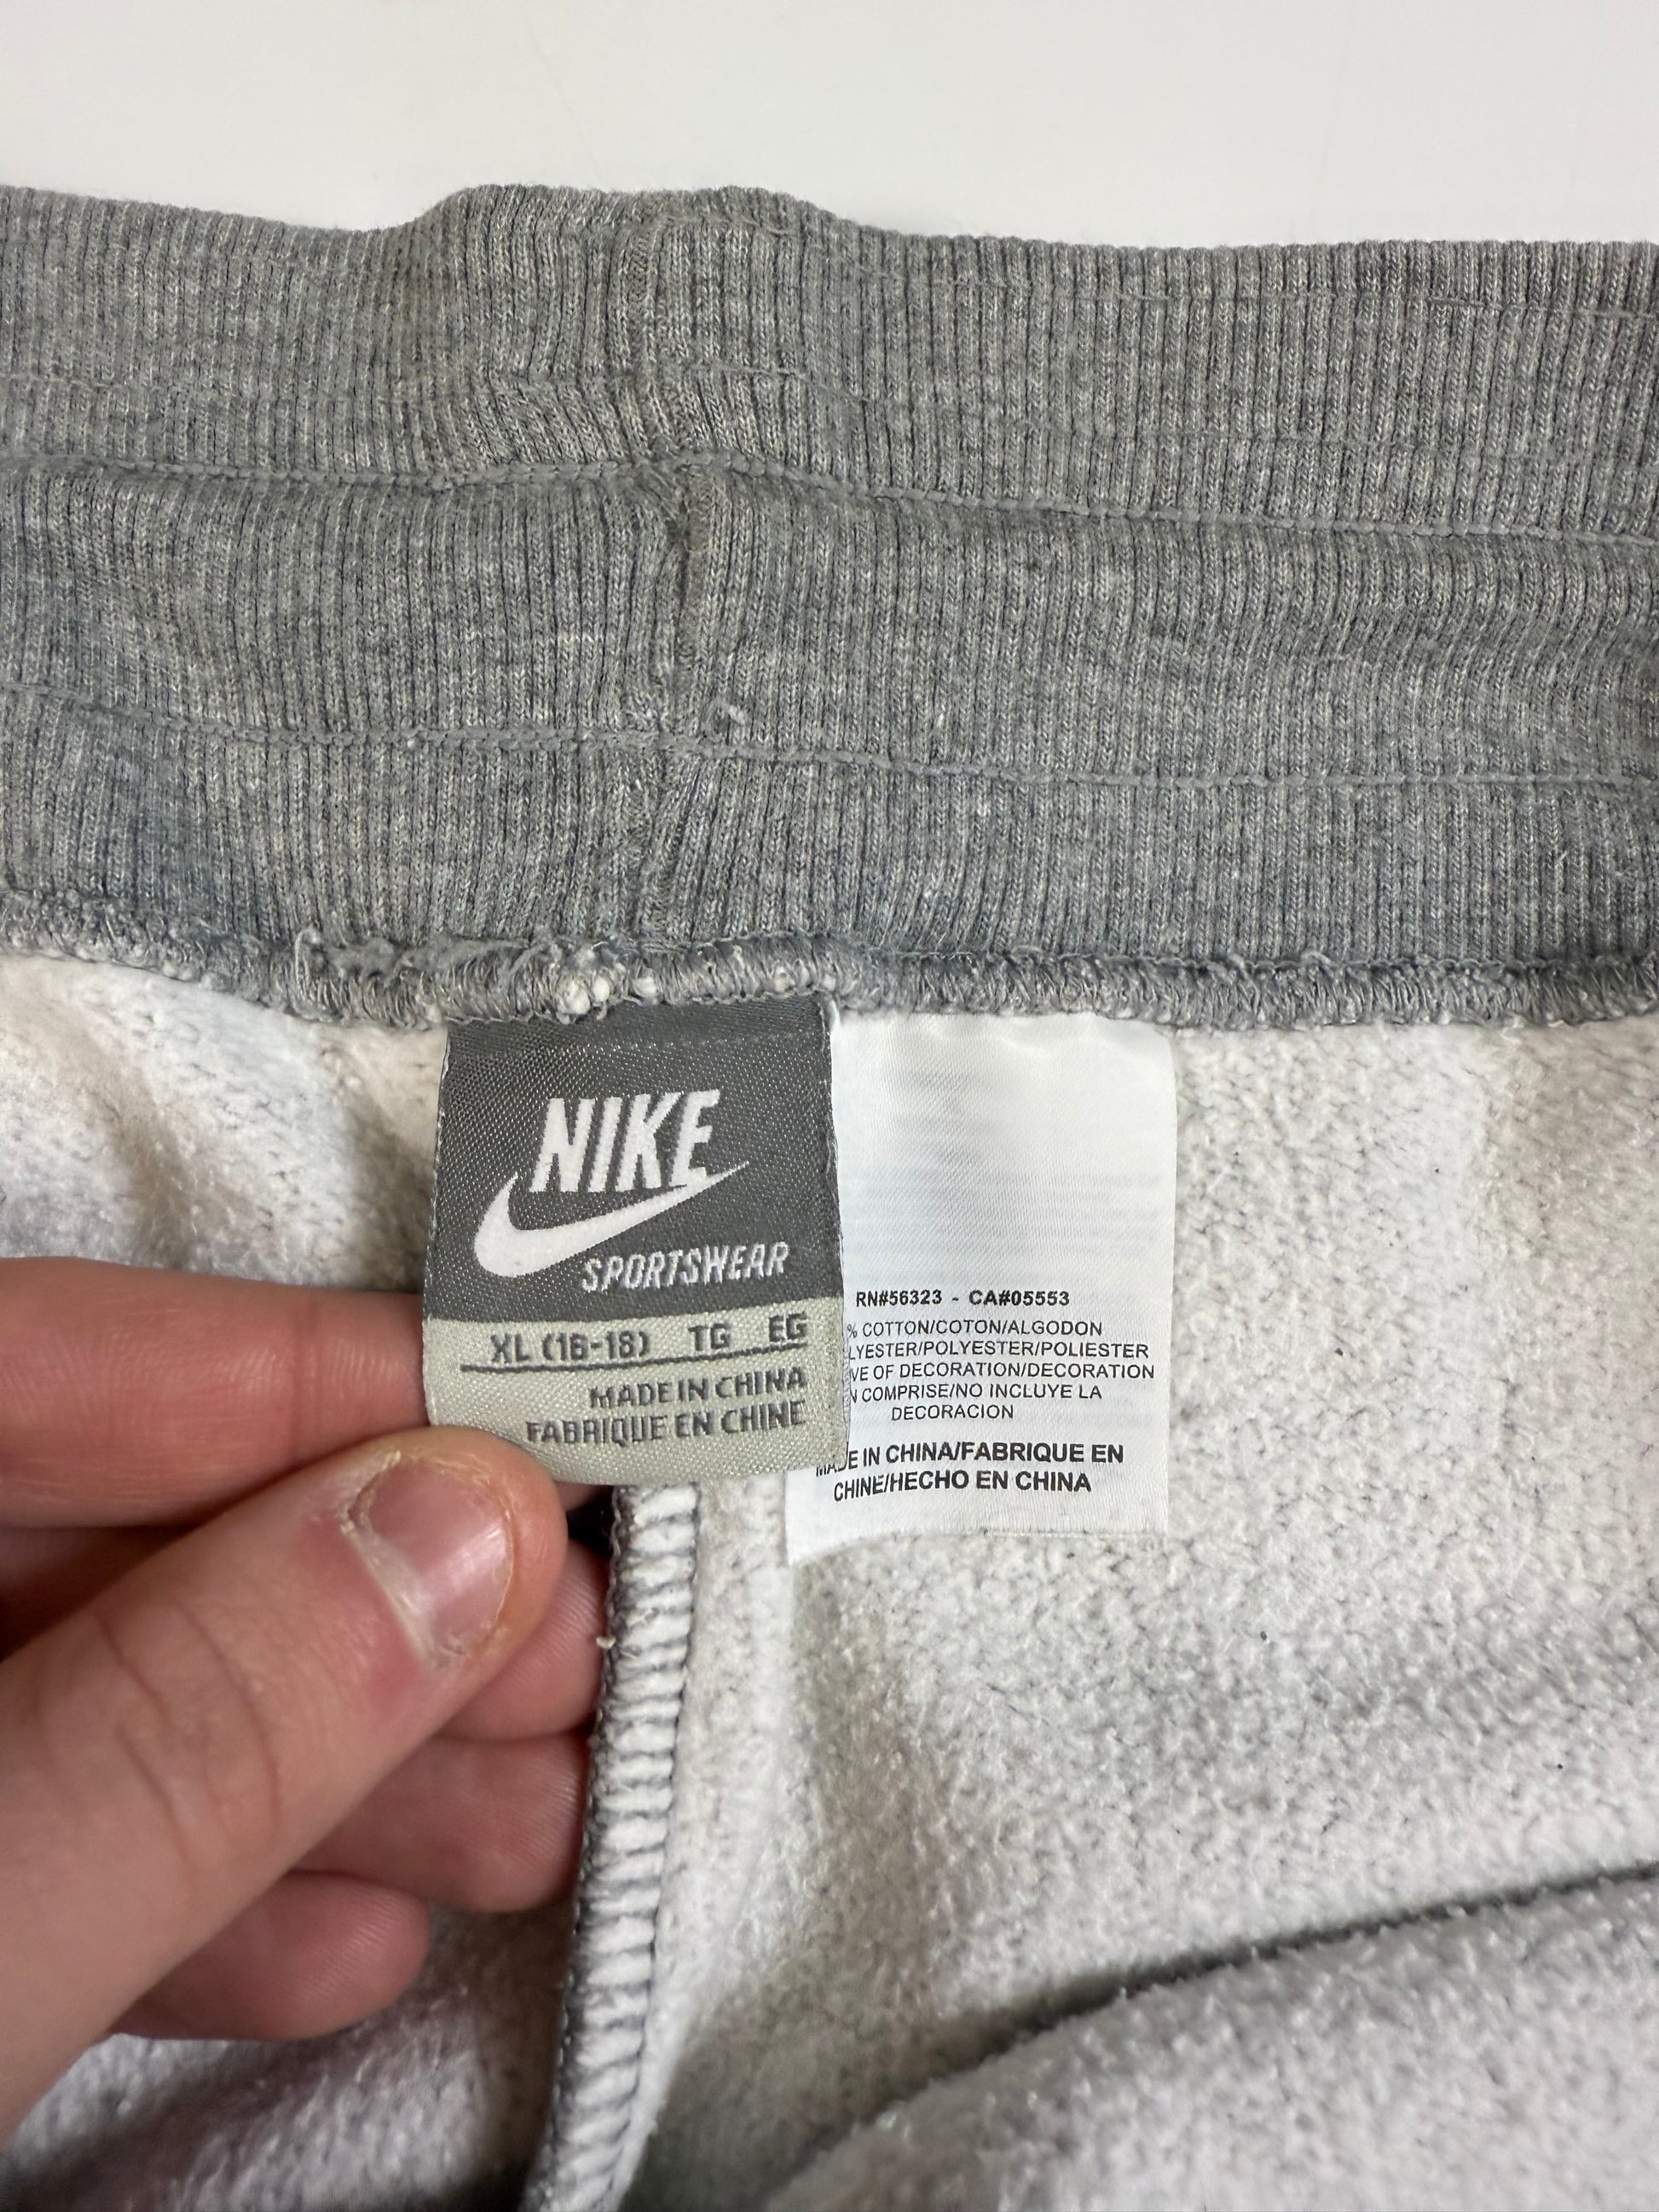 NIKE
SPORTSWEAR
XL (16-18) TG EG
MADE IN CHINA
FABRIQUE EN CHINE
RN#56323 - CA#05553
% COTTON/COTON/ALGODON
LYESTER/POLYESTER/POLIESTER
VE OF DECORATION/DECORATION
N COMPRISE/NO INCLUYE LA
DECORACION
MADE IN CHINA/FABRIQUE EN
CHINE/HECHO EN CHINA